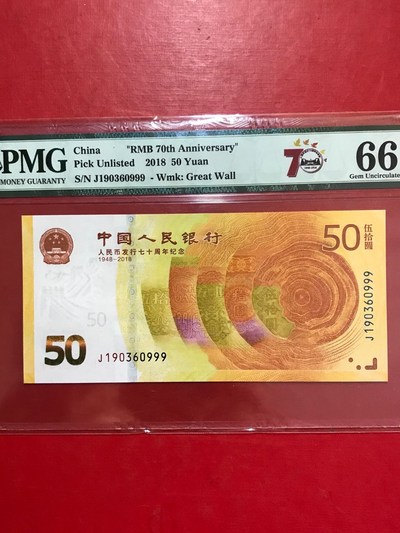 PMG
MONEY GUARANTY
China "RMB 70th Anniversary"
Pick Unlisted 2018 50 Yuan
S/N J190360999 - Wmk: Great Wall
66
Gem Uncirculate
中国人民银行
人民币发行七十周年纪念
1948-2018
50
伍拾圆
J190360999
50
50
J190360999